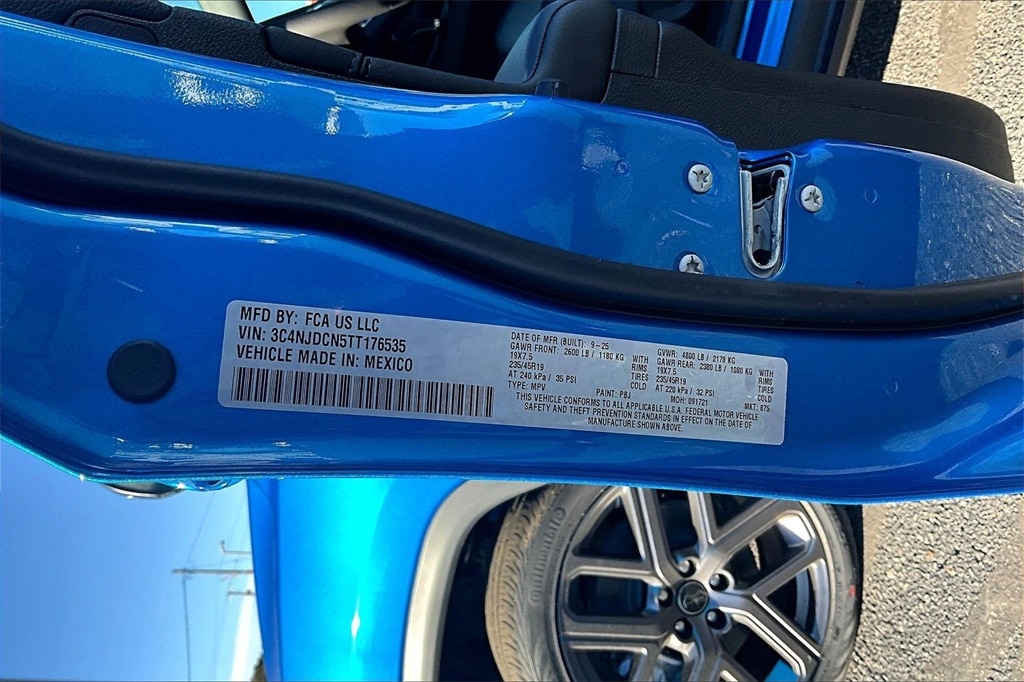 MFD BY: FCA US LLC
VIN: 3C4NJDCN5TT176535
VEHICLE MADE IN: MEXICO
DATE OF MFR (BUILT): 9-25 GVWR: 4800 LB / 2178 KG
GAWR FRONT: 2600 LB / 1180 KG WITH GAWR REAR: 2380 LB / 1080 KG WITH
19X7.5 RIMS 19X7.5 RIMS
235/45R19 TIRES 235/45R19 TIRES
AT 240 kPa / 35 PSI COLD AT 220 kPa / 32 PSI COLD
TYPE: MPV PAINT: PBJ MDH: 091721 MKT: 875
THIS VEHICLE CONFORMS TO ALL APPLICABLE U.S.A. FEDERAL MOTOR VEHICLE
SAFETY AND THEFT PREVENTION STANDARDS IN EFFECT ON THE DATE OF
MANUFACTURE SHOWN ABOVE.
Continental